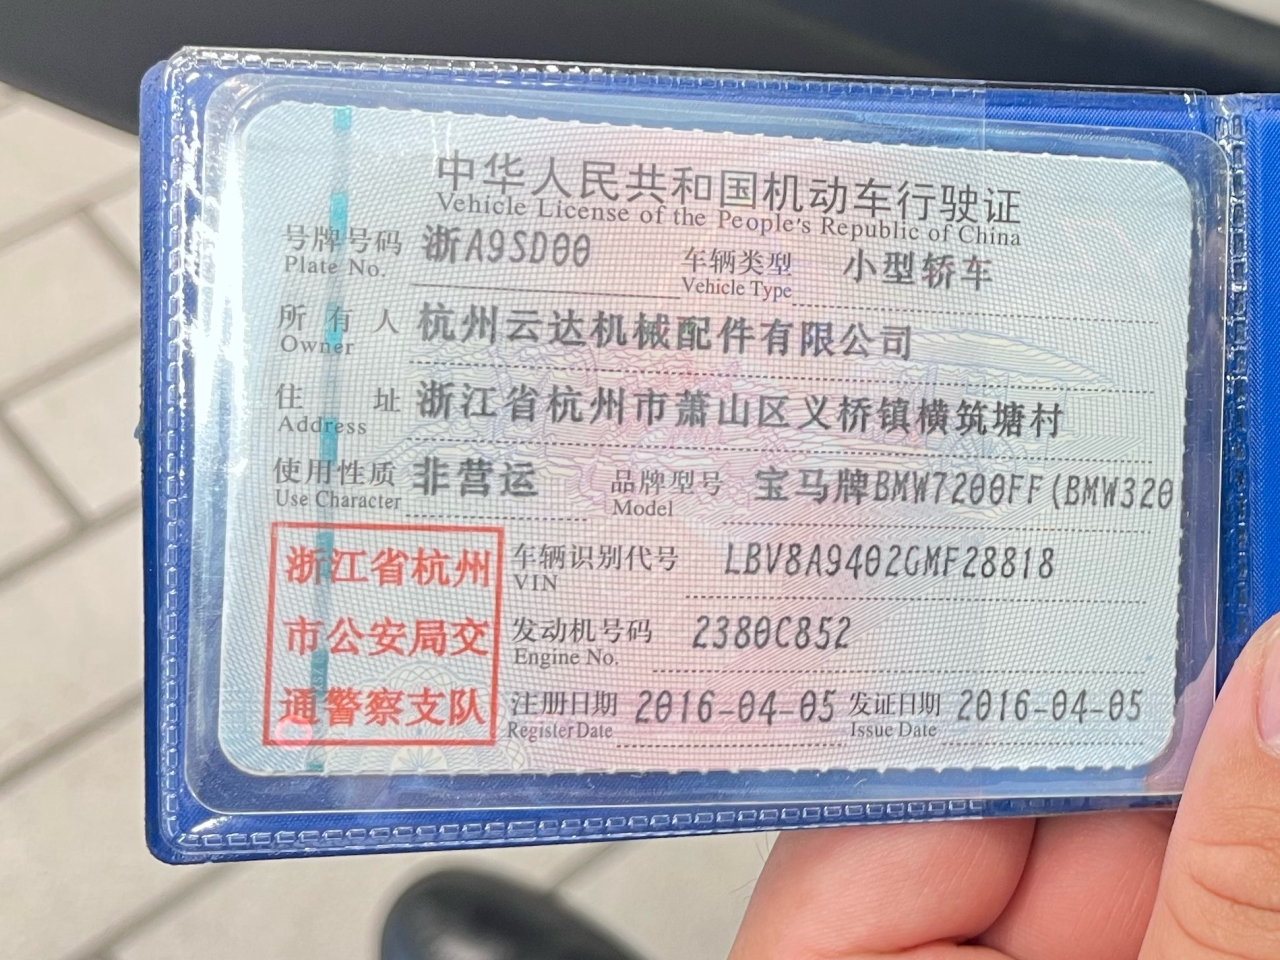 中华人民共和国机动车行驶证
Vehicle License of the People's Republic of China
号牌号码 浙A9SD00 车辆类型 小型轿车
Plate No. Vehicle Type
所有人 杭州云达机械配件有限公司
Owner
住址 浙江省杭州市萧山区义桥镇横筑塘村
Address
使用性质 非营运 品牌型号 宝马牌BMW7200FF(BMW320
Use Character Model
浙江省杭州
市公安局交
通警察支队
车辆识别代号 LBV8A9402GMF28818
VIN
发动机号码 2380C852
Engine No.
注册日期 2016-04-05 发证日期 2016-04-05
Register Date Issue Date